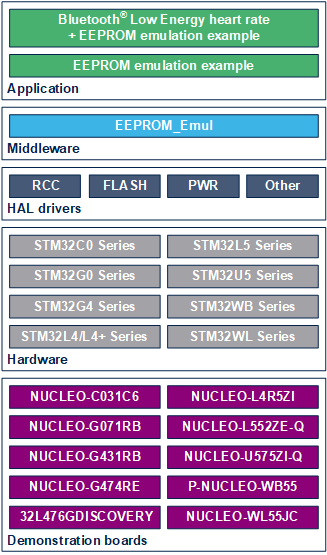 Bluetooth® Low Energy heart rate
+ EEPROM emulation example
EEPROM emulation example
Application
EEPROM_Emul
Middleware
RCC FLASH PWR Other
HAL drivers
STM32C0 Series STM32L5 Series
STM32G0 Series STM32U5 Series
STM32G4 Series STM32WB Series
STM32L4/L4+ Series STM32WL Series
Hardware
NUCLEO-C031C6 NUCLEO-L4R5ZI
NUCLEO-G071RB NUCLEO-L552ZE-Q
NUCLEO-G431RB NUCLEO-U575ZI-Q
NUCLEO-G474RE P-NUCLEO-WB55
32L476GDISCOVERY NUCLEO-WL55JC
Demonstration boards